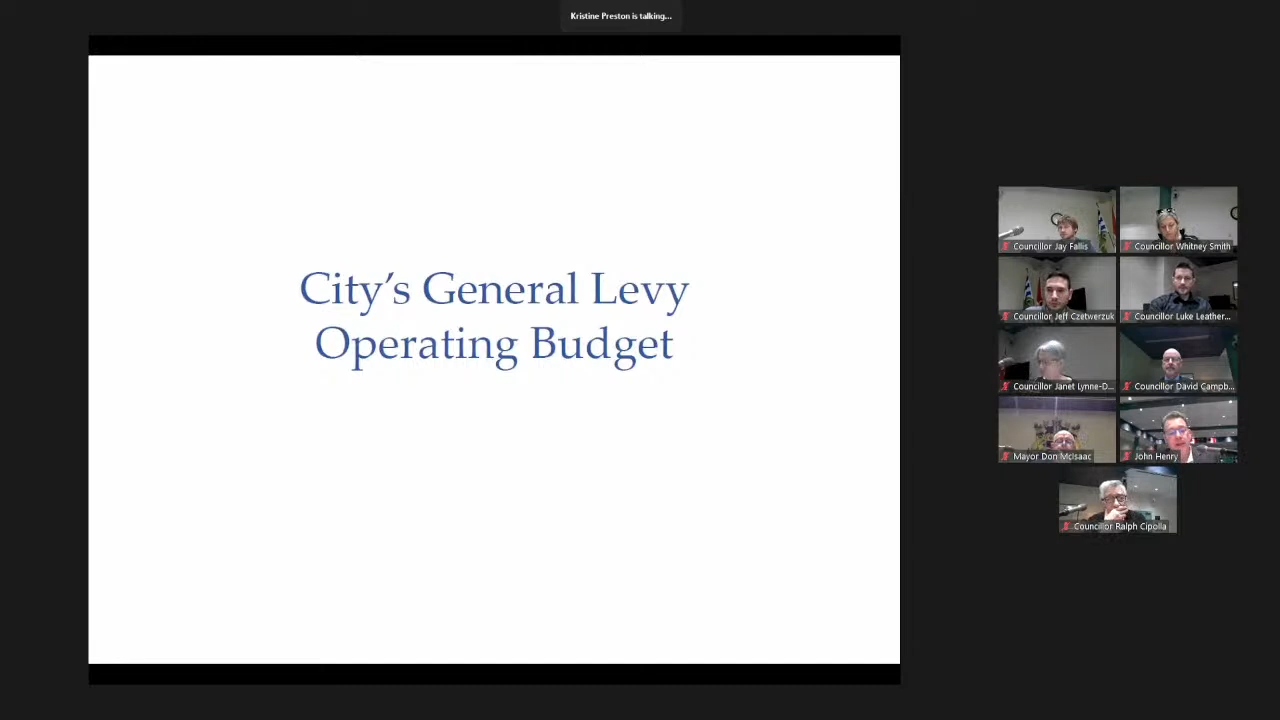 Kristine Preston is talking...
City's General Levy
Operating Budget
Councillor Jay Fallis
Councillor Whitney Smith
Councillor Jeff Czetwerzuk
Councillor Luke Leather...
Councillor Janet Lynne-D...
Councillor David Campb...
Mayor Don McIsaac
John Henry
Councillor Ralph Cipolla